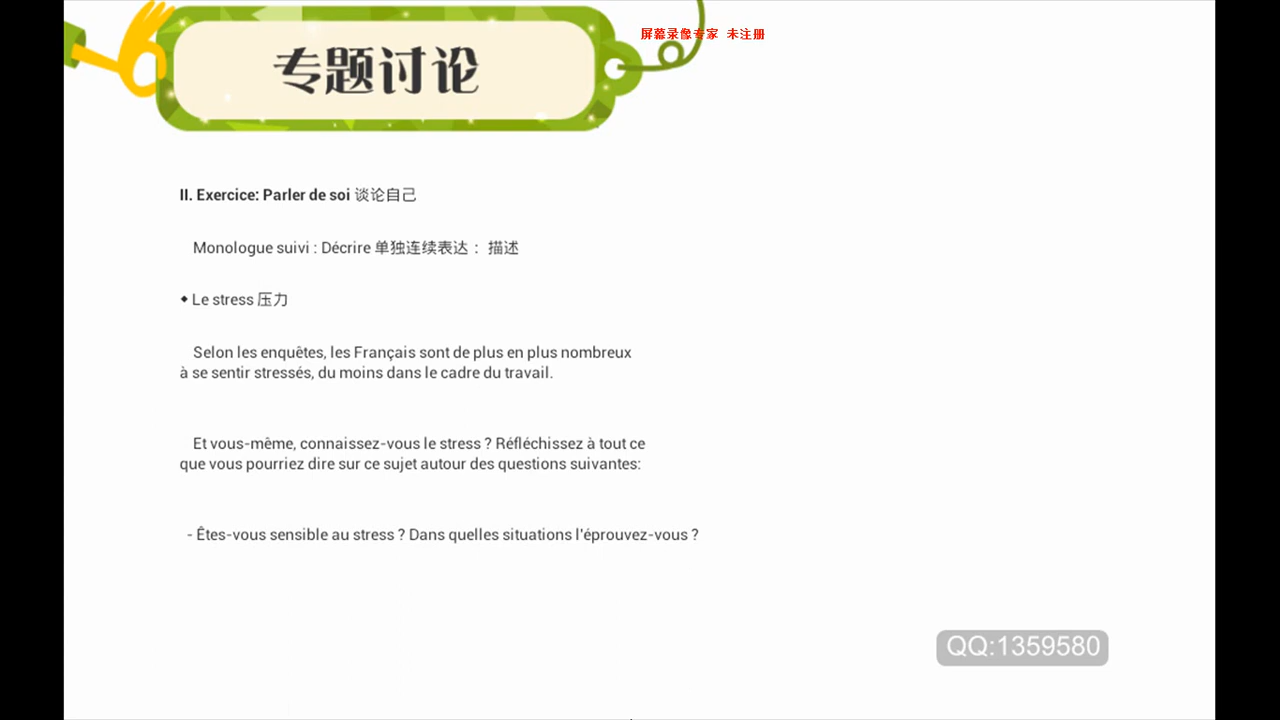 屏幕录像专家 未注册
专题讨论
II. Exercice: Parler de soi 谈论自己
Monologue suivi : Décrire 单独连续表达 ：描述
◆ Le stress 压力
Selon les enquêtes, les Français sont de plus en plus nombreux
à se sentir stressés, du moins dans le cadre du travail.
Et vous-même, connaissez-vous le stress ? Réfléchissez à tout ce
que vous pourriez dire sur ce sujet autour des questions suivantes:
- Êtes-vous sensible au stress ? Dans quelles situations l'éprouvez-vous ?
QQ:1359580